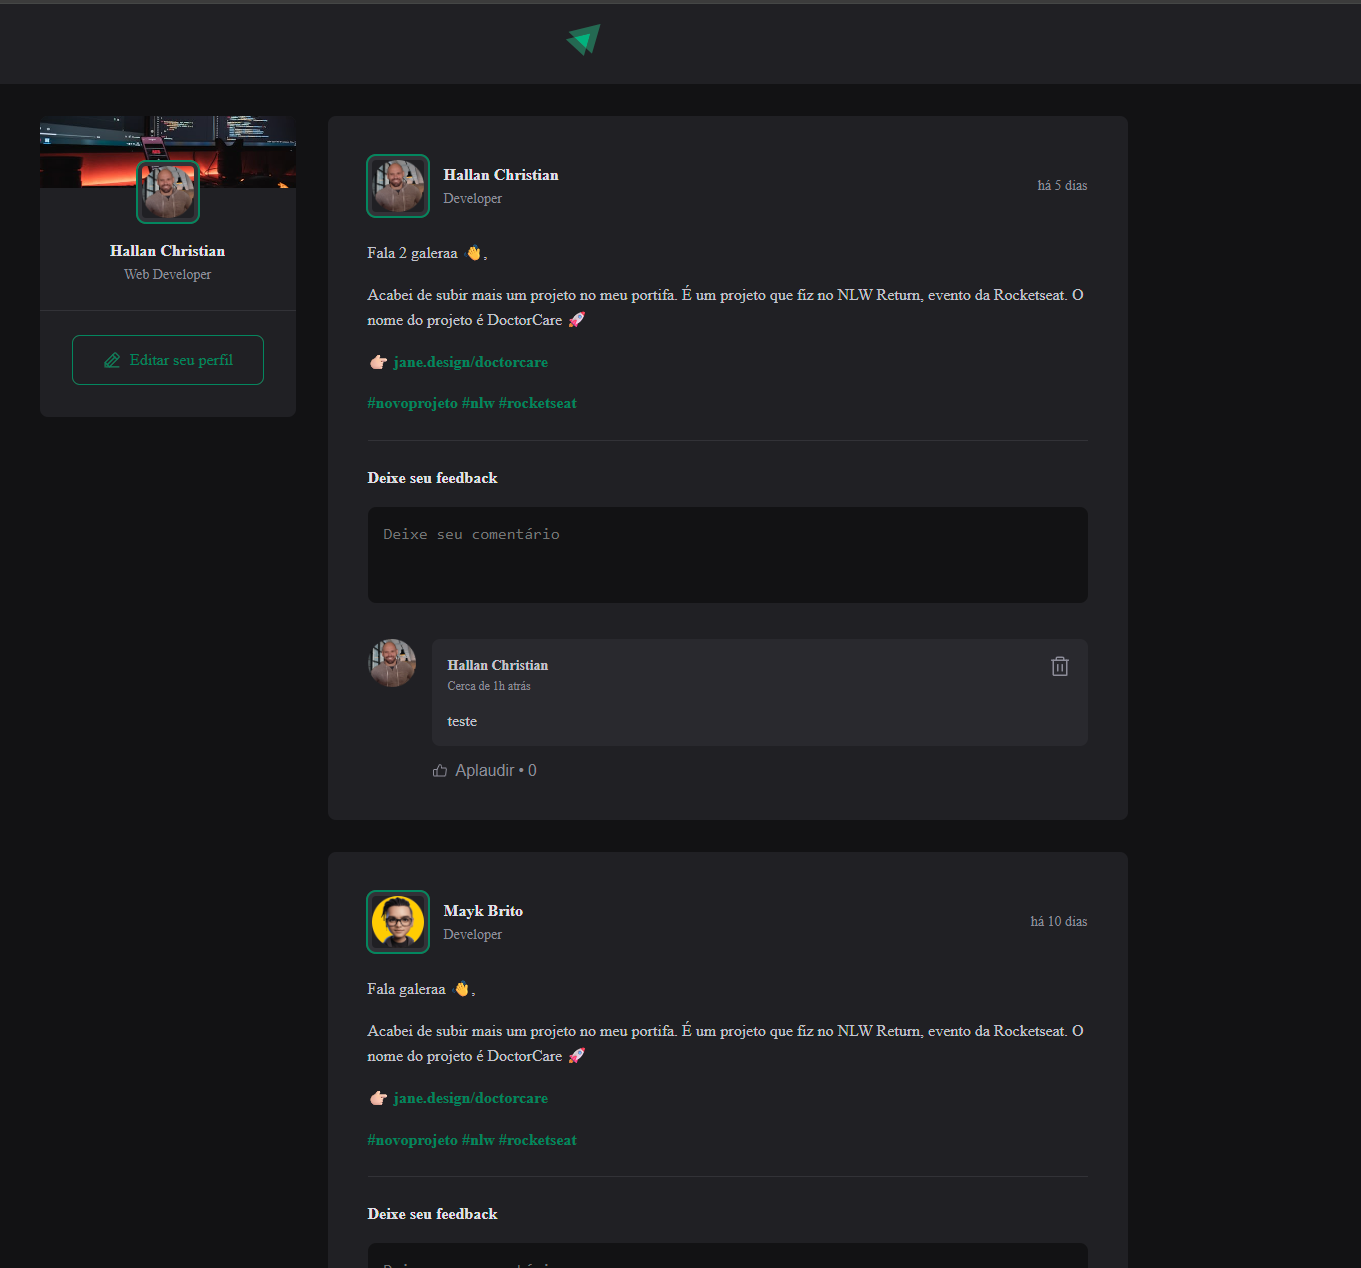 Hallan Christian
Web Developer
Editar seu perfil
Hallan Christian
Developer
há 5 dias
Fala 2 galeraa 👋,
Acabei de subir mais um projeto no meu portifa. É um projeto que fiz no NLW Return, evento da Rocketseat. O
nome do projeto é DoctorCare 🚀
👉 jane.design/doctorcare
#novoprojeto #nlw #rocketseat
Deixe seu feedback
Deixe seu comentário
Hallan Christian
Cerca de 1h atrás
teste
Aplaudir • 0
Mayk Brito
Developer
há 10 dias
Fala galeraa 👋,
Acabei de subir mais um projeto no meu portifa. É um projeto que fiz no NLW Return, evento da Rocketseat. O
nome do projeto é DoctorCare 🚀
👉 jane.design/doctorcare
#novoprojeto #nlw #rocketseat
Deixe seu feedback